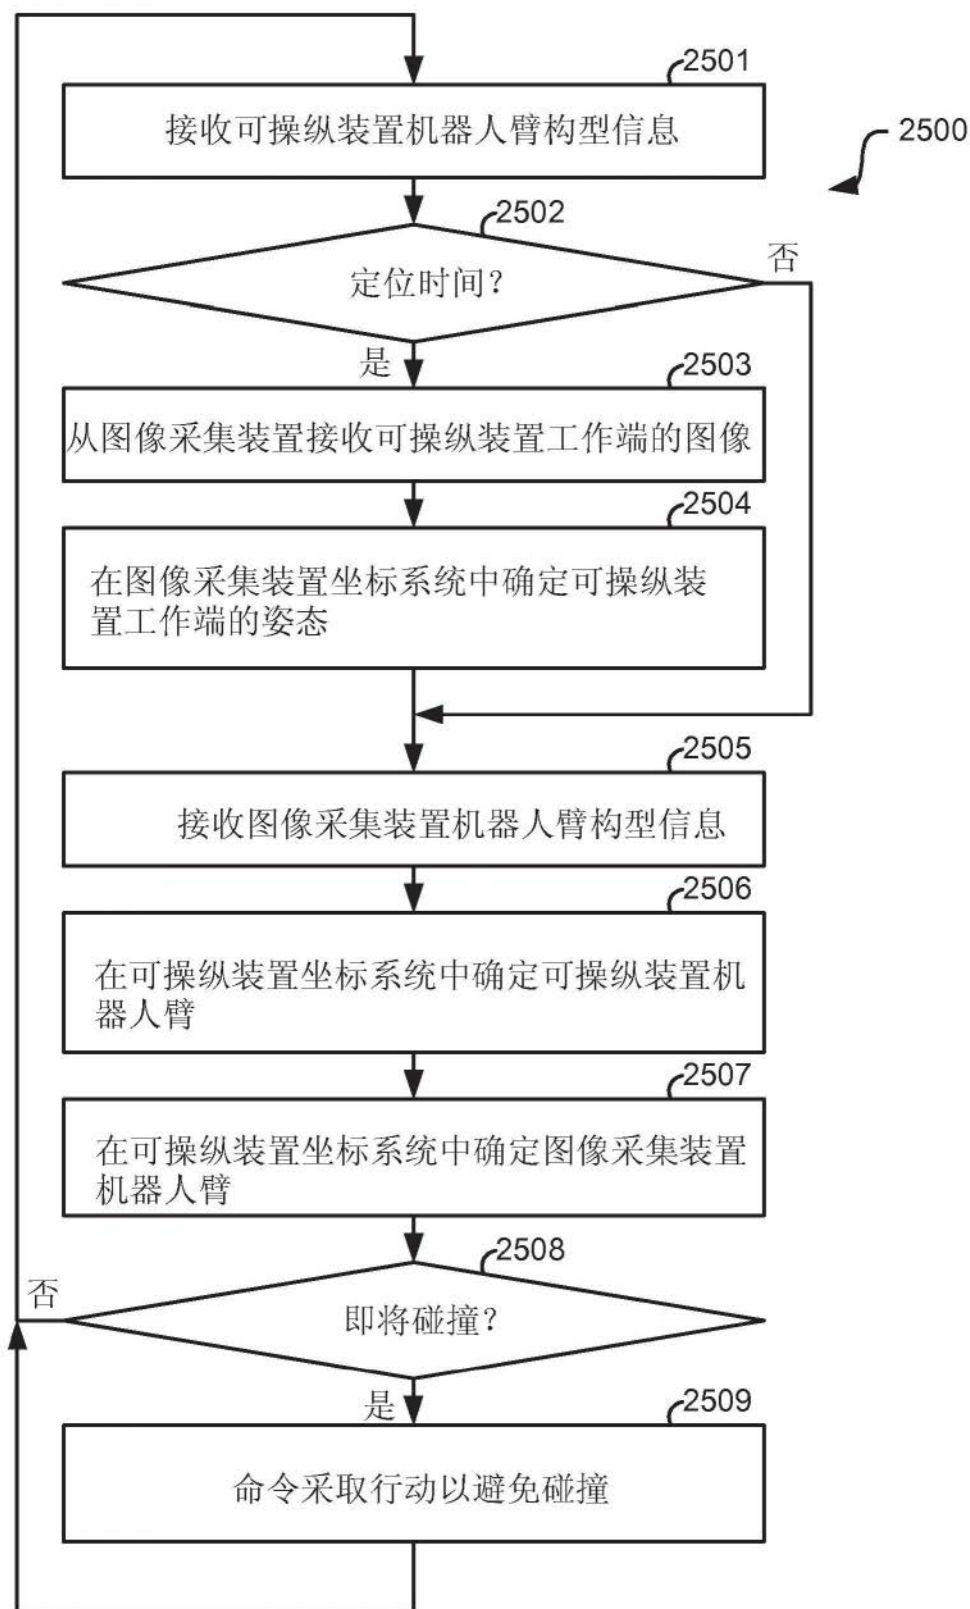 2501
接收可操纵装置机器人臂构型信息
2500
2502
定位时间？
否
是
2503
从图像采集装置接收可操纵装置工作端的图像
2504
在图像采集装置坐标系统中确定可操纵装
置工作端的姿态
2505
接收图像采集装置机器人臂构型信息
2506
在可操纵装置坐标系统中确定可操纵装置机
器人臂
2507
在可操纵装置坐标系统中确定图像采集装置
机器人臂
2508
否
即将碰撞？
是
2509
命令采取行动以避免碰撞